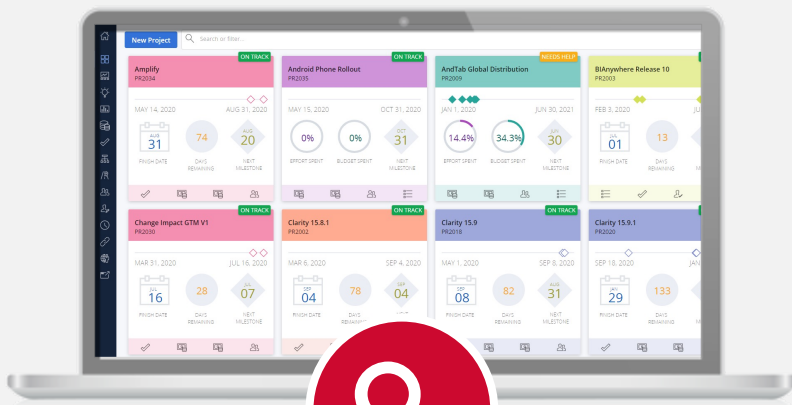 New Project
Search or filter...
ON TRACK
Amplify
PR2034
MAY 14, 2020
AUG 31, 2020
AUG
31
74
AUG
20
FINISH DATE
DAYS
REMAINING
NEXT
MILESTONE
ON TRACK
Android Phone Rollout
PR2035
MAY 15, 2020
OCT 31, 2020
0%
0%
OCT
31
EFFORT SPENT
BUDGET SPENT
NEXT
MILESTONE
NEEDS HELP
AndTab Global Distribution
PR2009
JAN 1, 2020
JUN 30, 2021
14.4%
34.3%
JUN
30
EFFORT SPENT
BUDGET SPENT
NEXT
MILESTONE
BIAnywhere Release 10
PR2003
FEB 3, 2020
JUL
01
13
FINISH DATE
DAYS
REMAINING
ON TRACK
Change Impact GTM V1
PR2030
MAR 31, 2020
JUL 16, 2020
JUL
16
28
JUL
07
FINISH DATE
DAYS
REMAINING
NEXT
MILESTONE
ON TRACK
Clarity 15.8.1
PR2002
MAR 6, 2020
SEP 4, 2020
SEP
04
78
SEP
04
FINISH DATE
DAYS
ON TRACK
Clarity 15.9
PR2018
MAY 1, 2020
SEP 8, 2020
SEP
08
82
AUG
31
FINISH DATE
DAYS
REMAINING
NEXT
MILESTONE
Clarity 15.9.1
PR2020
SEP 18, 2020
JAN
JAN
29
133
FINISH DATE
DAYS
REMAINING